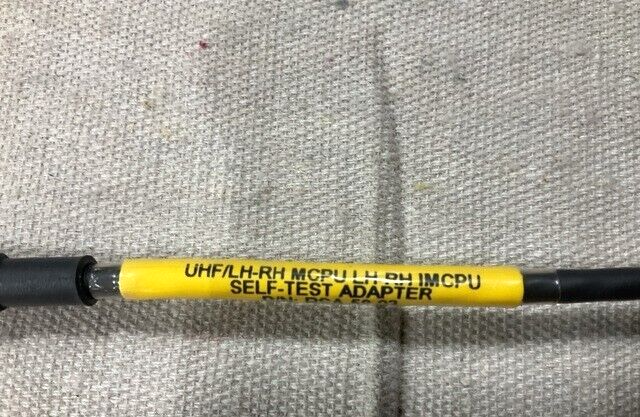 UHF/LH-RH MCPU LH-RH IMCPU
SELF-TEST ADAPTER